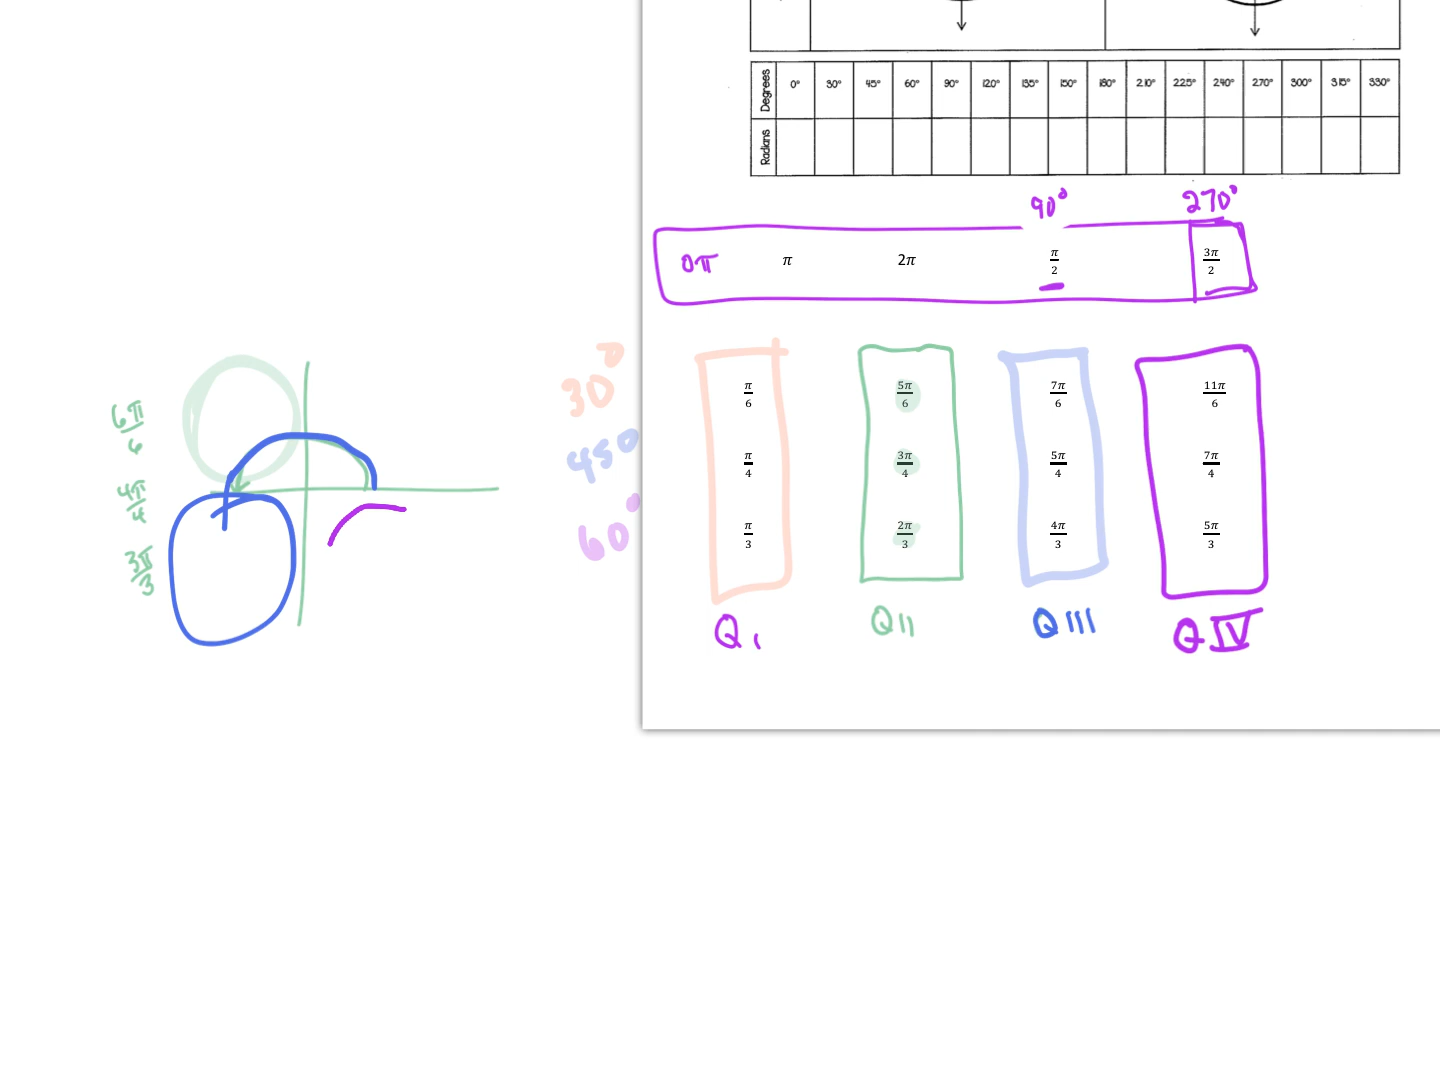 Degrees 0° 30° 45° 60° 90° 120° 135° 150° 180° 210° 225° 240° 270° 300° 315° 330°
Radians
90° 270°
0π π 2π π/2 3π/2
30° π/6 5π/6 7π/6 11π/6
45° π/4 3π/4 5π/4 7π/4
60° π/3 2π/3 4π/3 5π/3
QI QII QIII QIV
6π/6
4π/4
3π/3